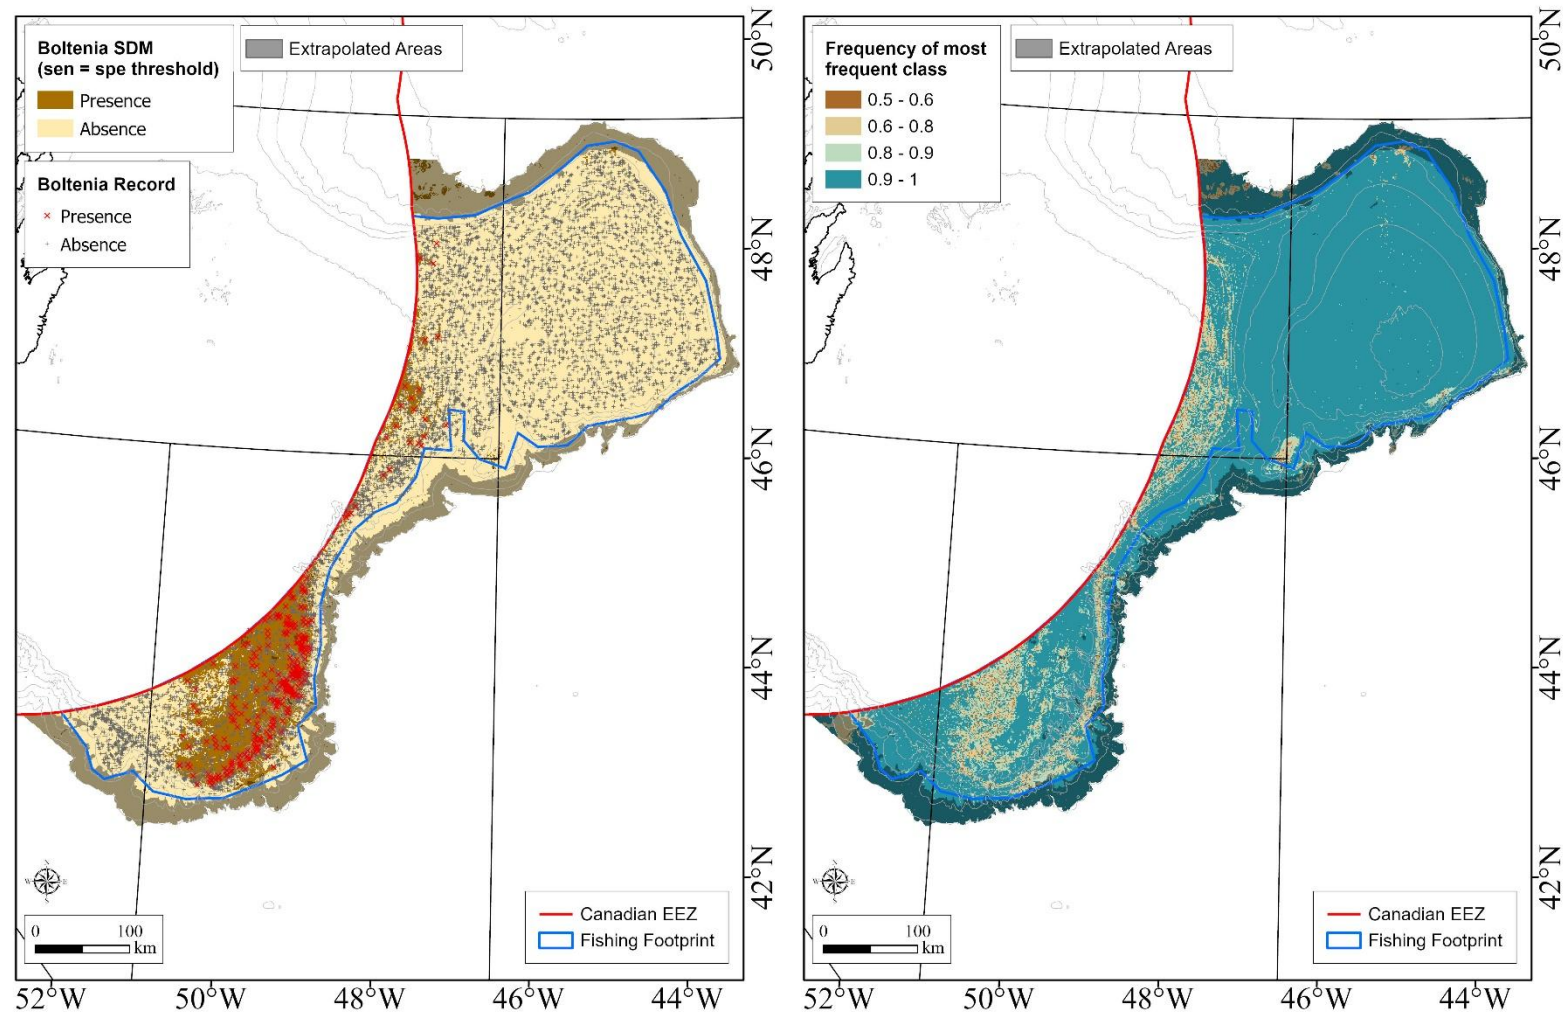 Boltenia SDM
(sen = spe threshold)
Presence
Absence
Extrapolated Areas
Boltenia Record
Presence
Absence
N
W E
S
0 100
km
Canadian EEZ
Fishing Footprint
52°W 50°W 48°W 46°W 44°W
50°N
48°N
46°N
44°N
42°N
Frequency of most
frequent class
0.5 - 0.6
0.6 - 0.8
0.8 - 0.9
0.9 - 1
Extrapolated Areas
N
W E
S
0 100
km
Canadian EEZ
Fishing Footprint
52°W 50°W 48°W 46°W 44°W
50°N
48°N
46°N
44°N
42°N